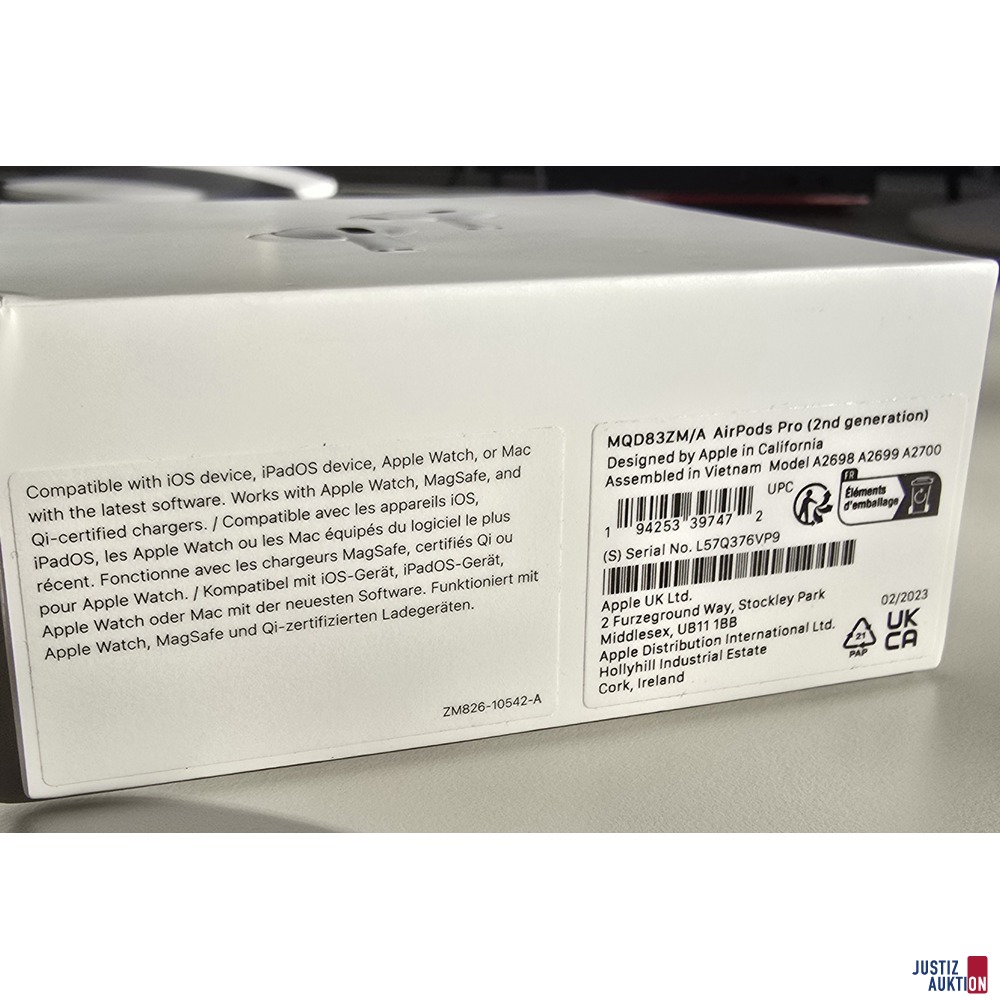 Compatible with iOS device, iPadOS device, Apple Watch, or Mac
with the latest software. Works with Apple Watch, MagSafe, and
Qi-certified chargers. / Compatible avec les appareils iOS,
iPadOS, les Apple Watch ou les Mac équipés du logiciel le plus
récent. Fonctionne avec les chargeurs MagSafe, certifiés Qi ou
pour Apple Watch. / Kompatibel mit iOS-Gerät, iPadOS-Gerät,
Apple Watch oder Mac mit der neuesten Software. Funktioniert mit
Apple Watch, MagSafe und Qi-zertifizierten Ladegeräten.
ZM826-10542-A
MQD83ZM/A AirPods Pro (2nd generation)
Designed by Apple in California
Assembled in Vietnam Model A2698 A2699 A2700
UPC
1 94253 39747 2
FR
Éléments
d'emballage
(S) Serial No. L57Q376VP9
Apple UK Ltd.
2 Furzeground Way, Stockley Park
Middlesex, UB11 1BB
Apple Distribution International Ltd.
Hollyhill Industrial Estate
Cork, Ireland
02/2023
21
PAP
UK
CA
JUSTIZ
AUKTION